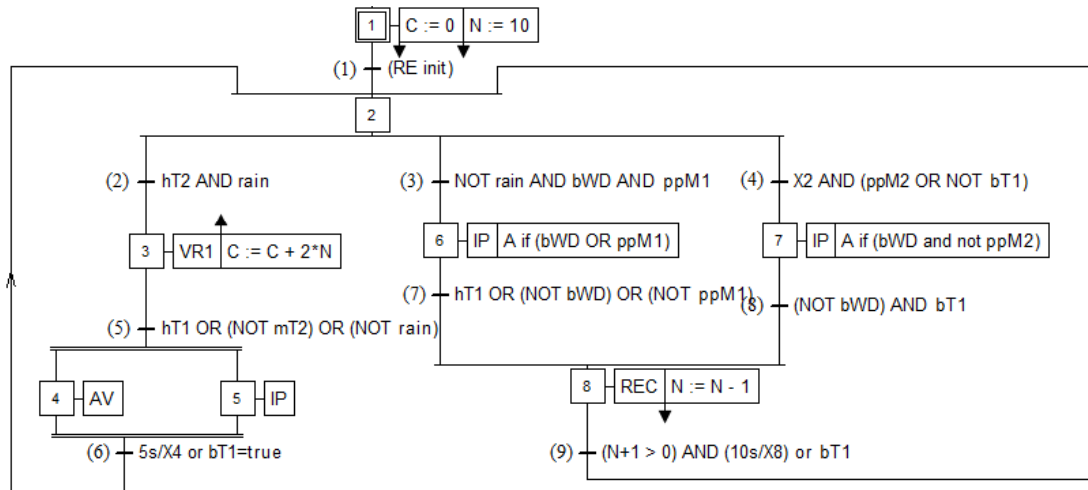 1 C := 0 N := 10
(1) (RE init)
2
(2) hT2 AND rain (3) NOT rain AND bWD AND ppM1 (4) X2 AND (ppM2 OR NOT bT1)
3 VR1 C := C + 2*N 6 IP A if (bWD OR ppM1) 7 IP A if (bWD and not ppM2)
(7) hT1 OR (NOT bWD) OR (NOT ppM1) (8) (NOT bWD) AND bT1
(5) hT1 OR (NOT mT2) OR (NOT rain)
4 AV 5 IP 8 REC N := N - 1
(6) 5s/X4 or bT1=true (9) (N+1 > 0) AND (10s/X8) or bT1